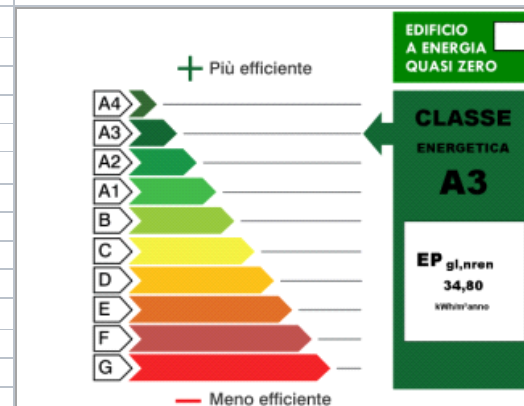 EDIFICIO
A ENERGIA
QUASI ZERO
Più efficiente
A4
A3
A2
A1
B
C
D
E
F
G
Meno efficiente
CLASSE
ENERGETICA
A3
EP gl,nren
34,80
kWh/m²anno